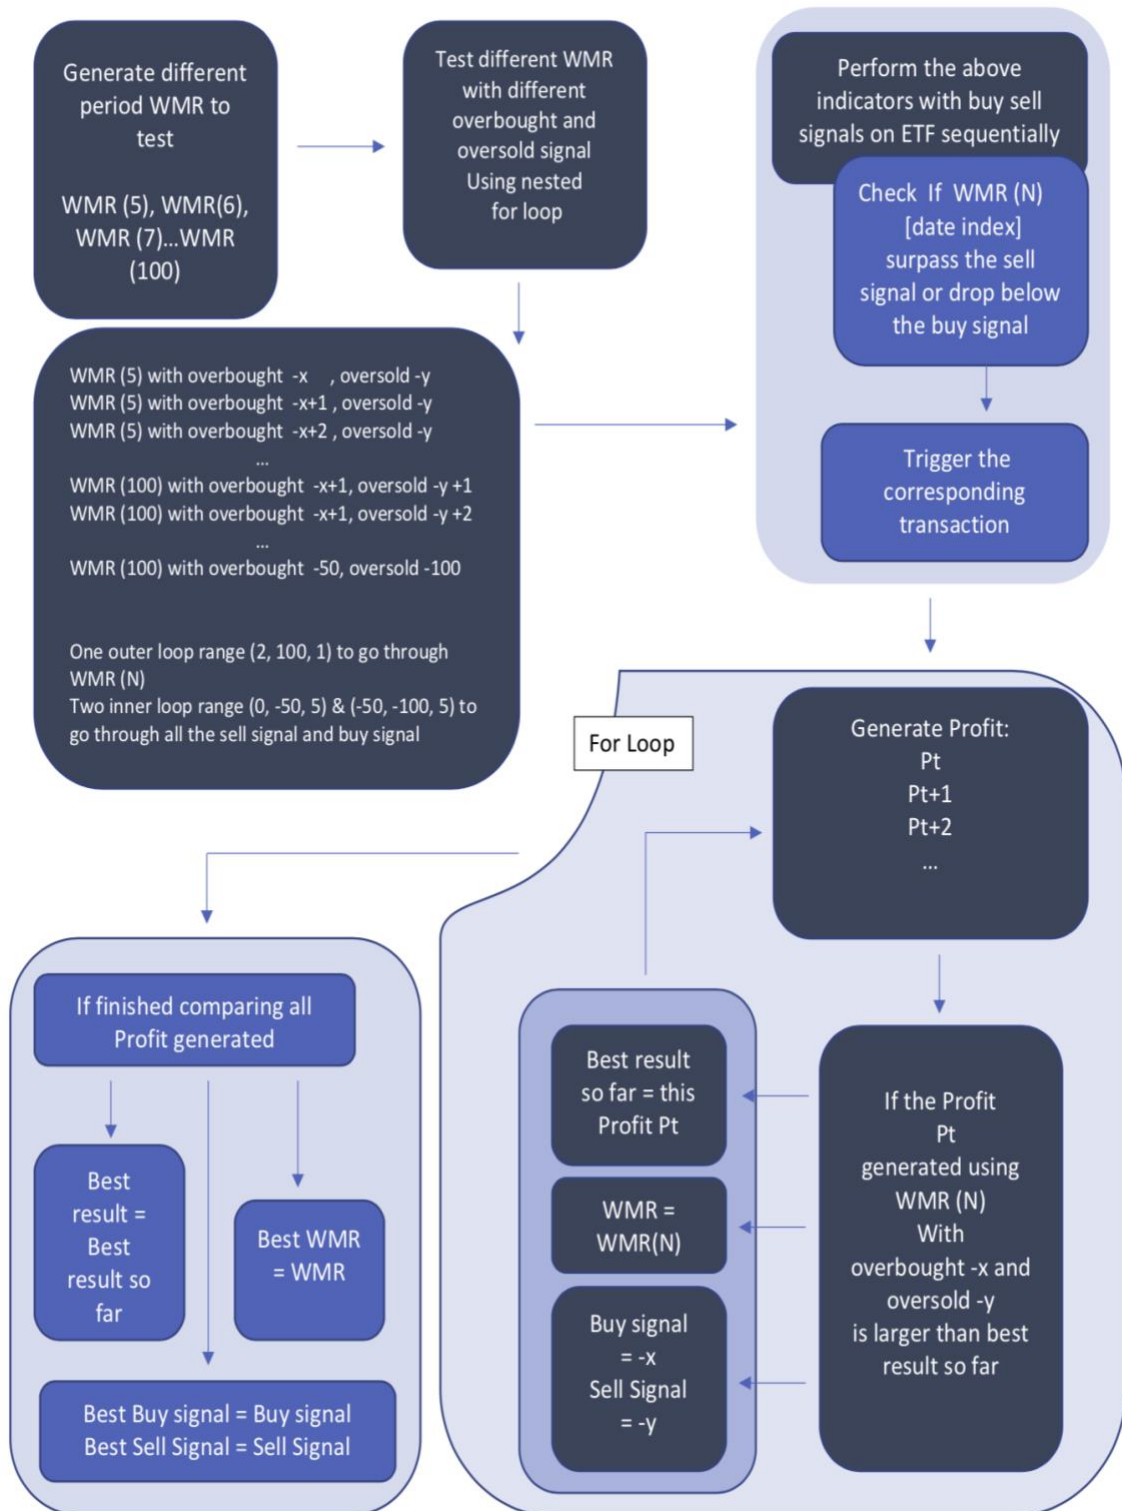 Generate different
period WMR to
test
WMR (5), WMR(6),
WMR (7)...WMR
(100)
Test different WMR
with different
overbought and
oversold signal
Using nested
for loop
Perform the above
indicators with buy sell
signals on ETF sequentially
Check If WMR (N)
[date index]
surpass the sell
signal or drop below
the buy signal
Trigger the
corresponding
transaction
WMR (5) with overbought -x , oversold -y
WMR (5) with overbought -x+1 , oversold -y
WMR (5) with overbought -x+2 , oversold -y
...
WMR (100) with overbought -x+1, oversold -y +1
WMR (100) with overbought -x+1, oversold -y +2
...
WMR (100) with overbought -50, oversold -100
One outer loop range (2, 100, 1) to go through
WMR (N)
Two inner loop range (0, -50, 5) & (-50, -100, 5) to
go through all the sell signal and buy signal
For Loop
Generate Profit:
Pt
Pt+1
Pt+2
...
If the Profit
Pt
generated using
WMR (N)
With
overbought -x and
oversold -y
is larger than best
result so far
Best result
so far = this
Profit Pt
WMR =
WMR(N)
Buy signal
= -x
Sell Signal
= -y
If finished comparing all
Profit generated
Best
result =
Best
result so
far
Best WMR
= WMR
Best Buy signal = Buy signal
Best Sell Signal = Sell Signal